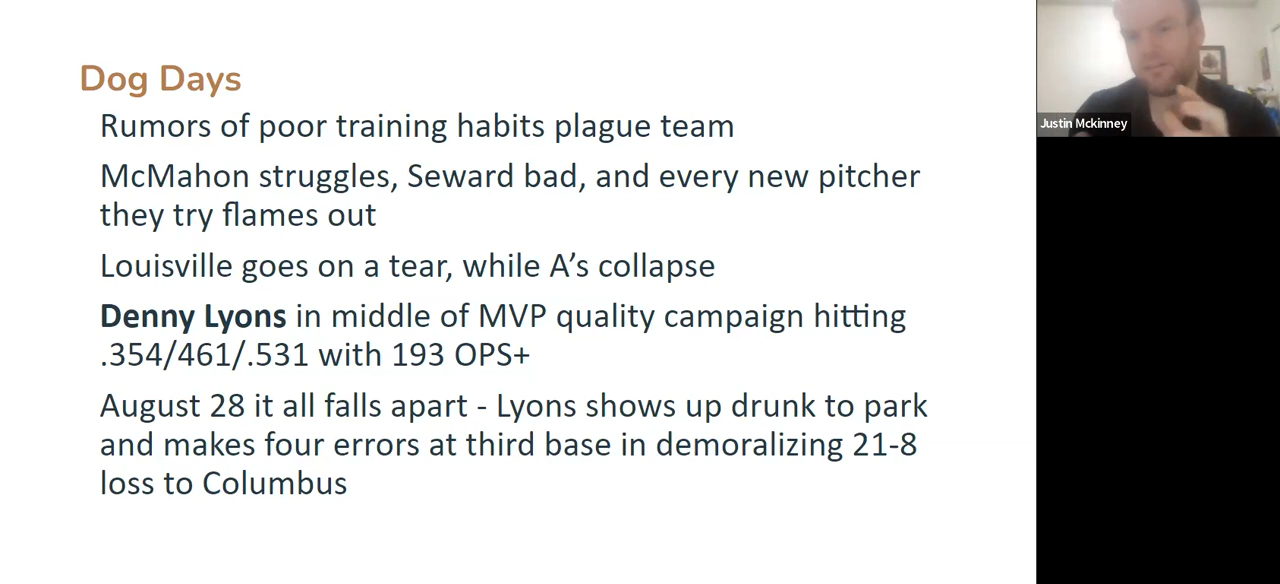 Dog Days
Rumors of poor training habits plague team
McMahon struggles, Seward bad, and every new pitcher
they try flames out
Louisville goes on a tear, while A’s collapse
Denny Lyons in middle of MVP quality campaign hitting
.354/461/.531 with 193 OPS+
August 28 it all falls apart - Lyons shows up drunk to park
and makes four errors at third base in demoralizing 21-8
loss to Columbus
Justin Mckinney